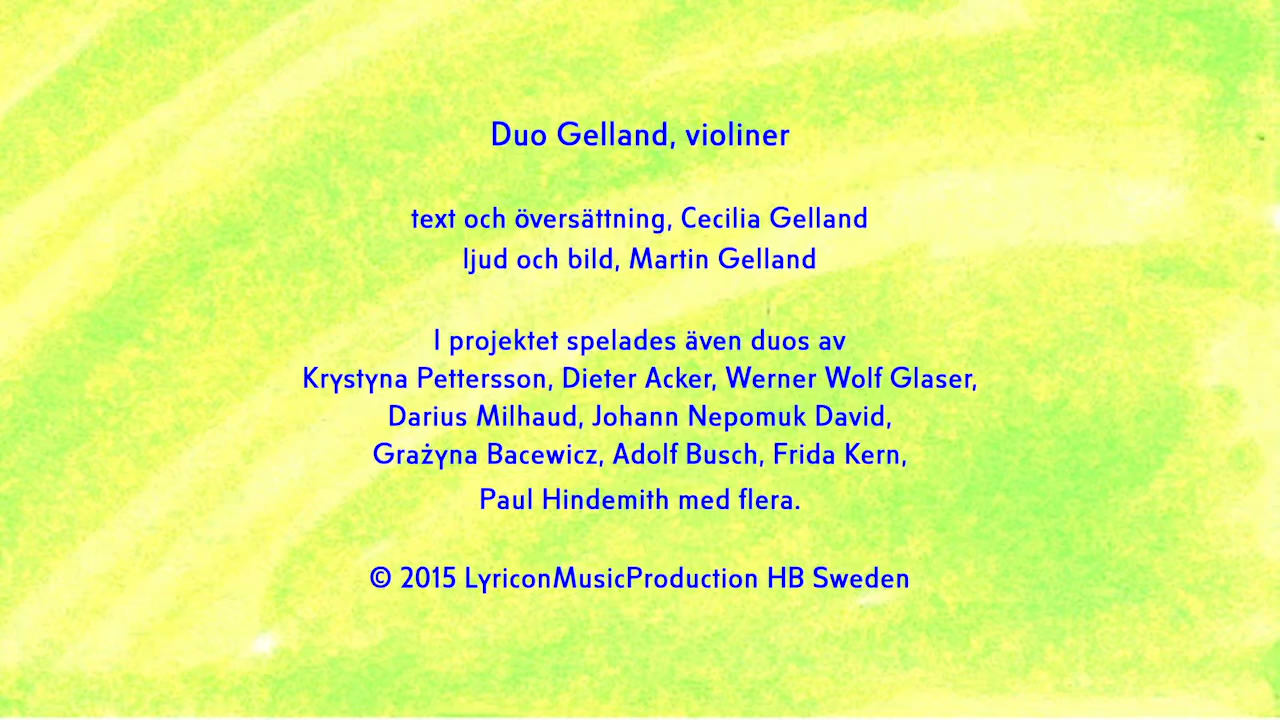 Duo Gelland, violiner
text och översättning, Cecilia Gelland
ljud och bild, Martin Gelland
I projektet spelades även duos av
Krystyna Pettersson, Dieter Acker, Werner Wolf Glaser,
Darius Milhaud, Johann Nepomuk David,
Grażyna Bacewicz, Adolf Busch, Frida Kern,
Paul Hindemith med flera.
© 2015 LyriconMusicProduction HB Sweden